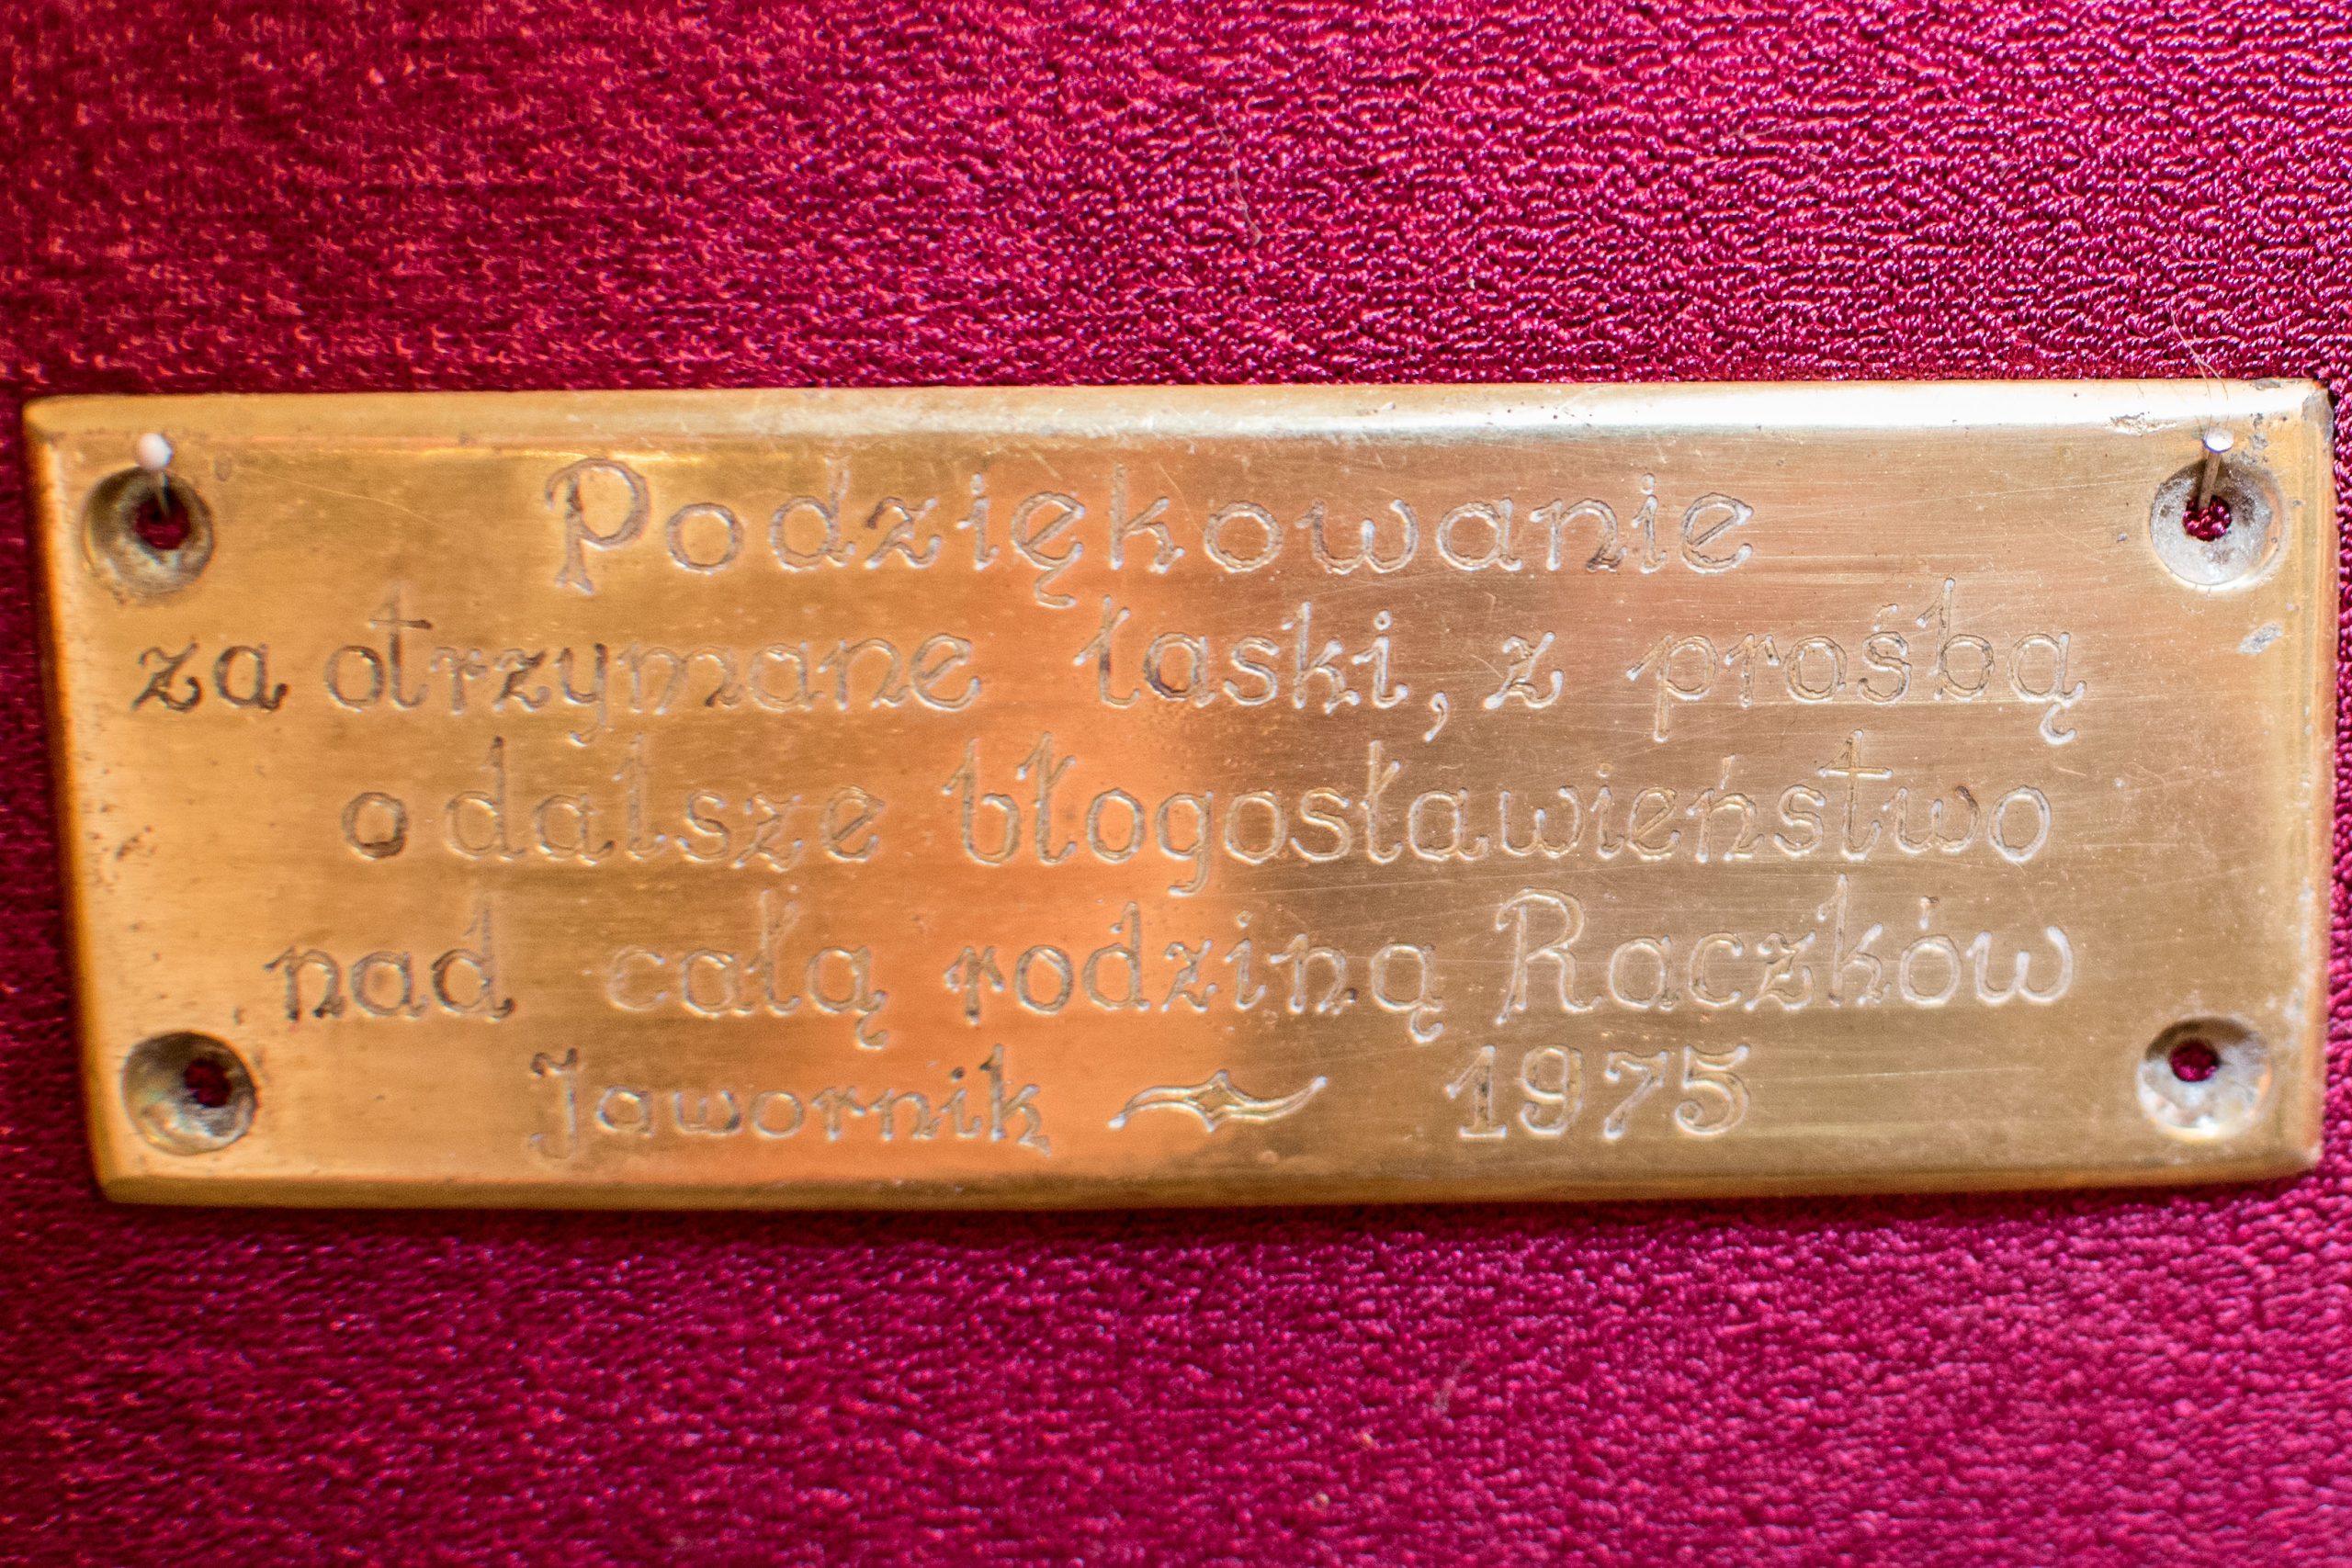 Podziękowanie
za otrzymane łaski, z prośbą
o dalsze błogosławieństwo
nad całą rodziną Raczków
Jawornik 1975